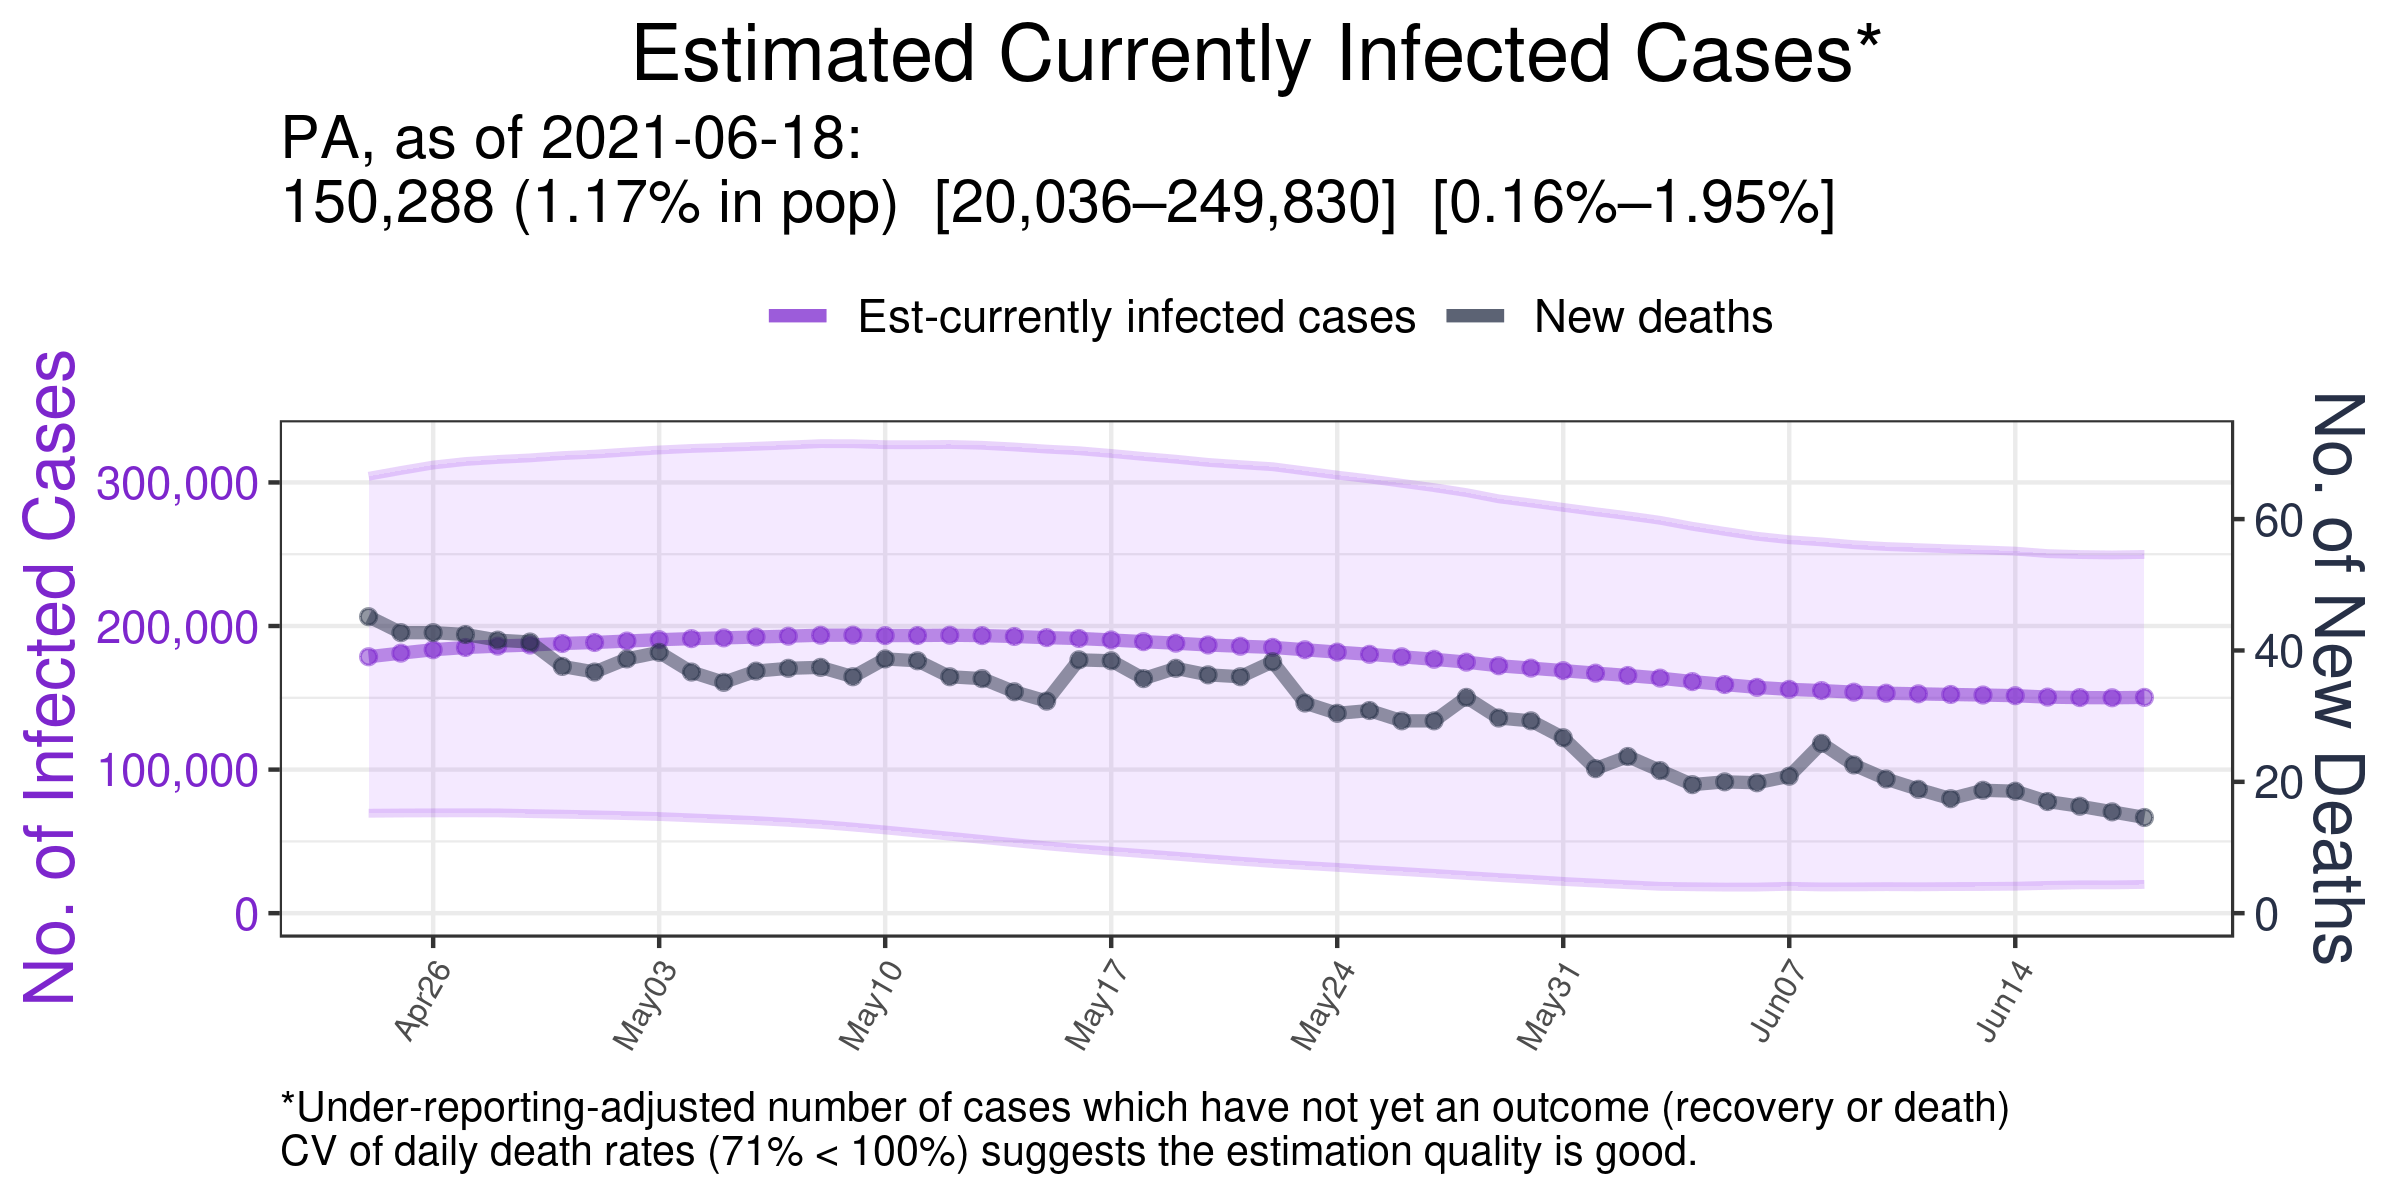 Estimated Currently Infected Cases*
PA, as of 2021-06-18:
150,288 (1.17% in pop)  [20,036–249,830]  [0.16%–1.95%]
Est-currently infected cases
New deaths
No. of Infected Cases
300,000
200,000
100,000
0
No. of New Deaths
60
40
20
0
Apr26
May03
May10
May17
May24
May31
Jun07
Jun14
*Under-reporting-adjusted number of cases which have not yet an outcome (recovery or death)
CV of daily death rates (71% < 100%) suggests the estimation quality is good.